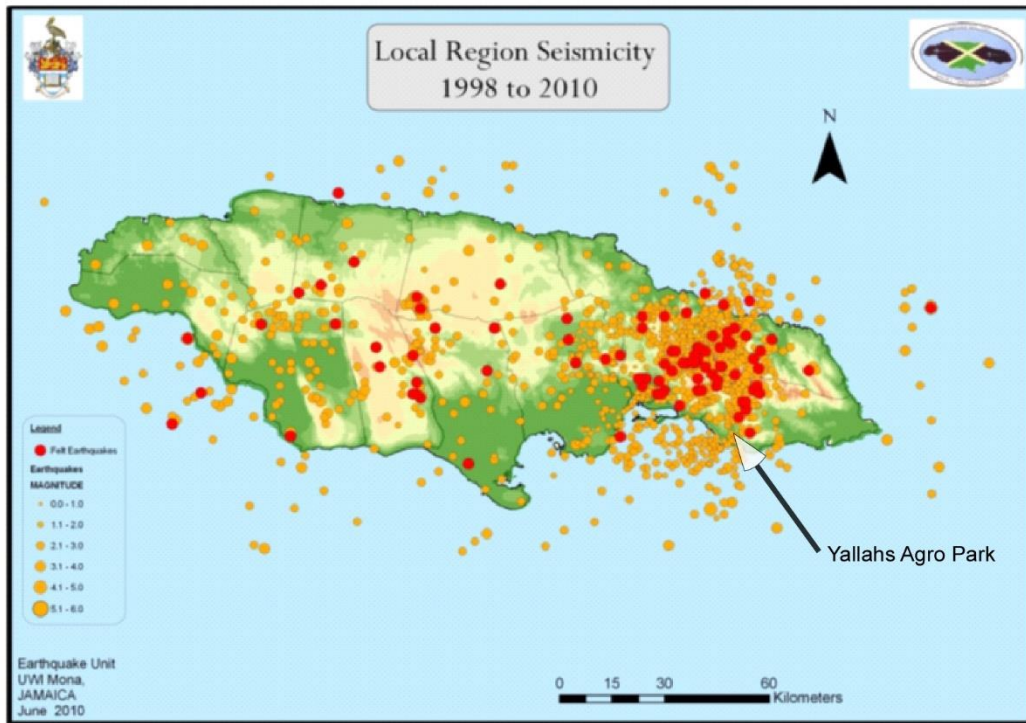 Local Region Seismicity
1998 to 2010
N
Legend
Felt Earthquakes
Earthquakes
MAGNITUDE
0.0 - 1.0
1.1 - 2.0
2.1 - 3.0
3.1 - 4.0
4.1 - 5.0
5.1 - 6.0
Yallahs Agro Park
Earthquake Unit
UWI Mona,
JAMAICA
June 2010
0 15 30 60
Kilometers